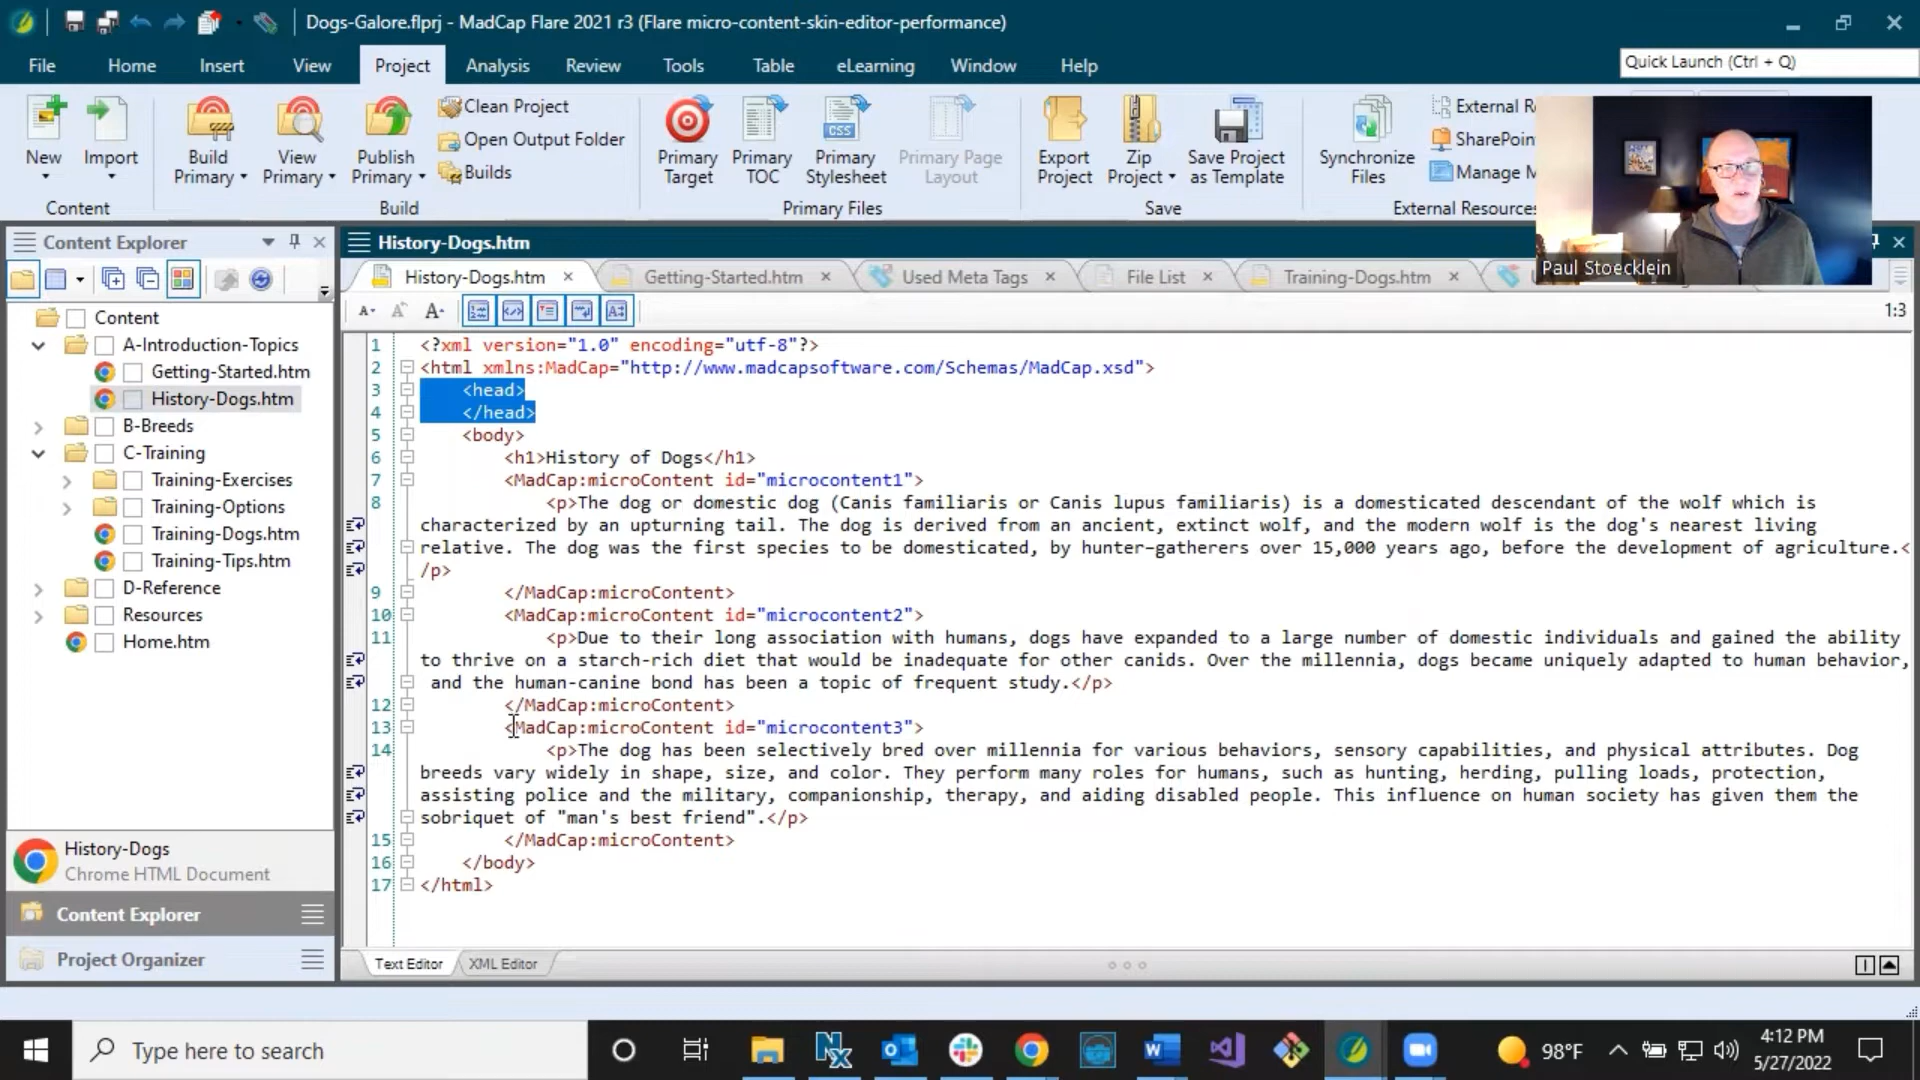 Dogs-Galore.flprj - MadCap Flare 2021 r3 (Flare micro-content-skin-editor-performance)
File Home Insert View Project Analysis Review Tools Table eLearning Window Help Quick Launch (Ctrl + Q)
New Import
Content
Build Primary View Primary Publish Primary
Clean Project
Open Output Folder
Builds
Build
Primary Target Primary TOC Primary Stylesheet Primary Page Layout
CSS
Primary Files
Export Project Zip Project Save Project as Template
Save
Synchronize Files
External
SharePoin
Manage
External Resources
Paul Stoecklein
Content Explorer
Content
A-Introduction-Topics
Getting-Started.htm
History-Dogs.htm
B-Breeds
C-Training
Training-Exercises
Training-Options
Training-Dogs.htm
Training-Tips.htm
D-Reference
Resources
Home.htm
History-Dogs
Chrome HTML Document
Content Explorer
Project Organizer
History-Dogs.htm
History-Dogs.htm Getting-Started.htm Used Meta Tags File List Training-Dogs.htm
1:3
1 <?xml version="1.0" encoding="utf-8"?>
2 <html xmlns:MadCap="http://www.madcapsoftware.com/Schemas/MadCap.xsd">
3 <head>
4 </head>
5 <body>
6 <h1>History of Dogs</h1>
7 <MadCap:microContent id="microcontent1">
8 <p>The dog or domestic dog (Canis familiaris or Canis lupus familiaris) is a domesticated descendant of the wolf which is
characterized by an upturning tail. The dog is derived from an ancient, extinct wolf, and the modern wolf is the dog's nearest living
relative. The dog was the first species to be domesticated, by hunter-gatherers over 15,000 years ago, before the development of agriculture.<
/p>
9 </MadCap:microContent>
10 <MadCap:microContent id="microcontent2">
11 <p>Due to their long association with humans, dogs have expanded to a large number of domestic individuals and gained the ability
to thrive on a starch-rich diet that would be inadequate for other canids. Over the millennia, dogs became uniquely adapted to human behavior,
and the human-canine bond has been a topic of frequent study.</p>
12 </MadCap:microContent>
13 <MadCap:microContent id="microcontent3">
14 <p>The dog has been selectively bred over millennia for various behaviors, sensory capabilities, and physical attributes. Dog
breeds vary widely in shape, size, and color. They perform many roles for humans, such as hunting, herding, pulling loads, protection,
assisting police and the military, companionship, therapy, and aiding disabled people. This influence on human society has given them the
sobriquet of "man's best friend".</p>
15 </MadCap:microContent>
16 </body>
17 </html>
Text Editor XML Editor
Type here to search
98°F
4:12 PM
5/27/2022